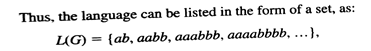 Thus, the language can be listed in the form of a set, as:
L(G) = {ab, aabb, aaabbb, aaaabbbb, ...},